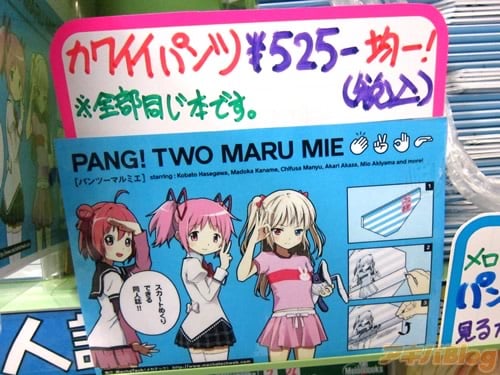 カワイイパンツ ¥525- 均一!
(税込)
※全部同じ本です。
PANG! TWO MARU MIE
[パンツーマルミエ] starring : Kobato Hasegawa, Madoka Kaname, Chifusa Manyu, Akari Akaza, Mio Akiyama and more!
1
2
3
スカートめくり
できる
同人誌!!
メロ
パン
見る
アキバBlog